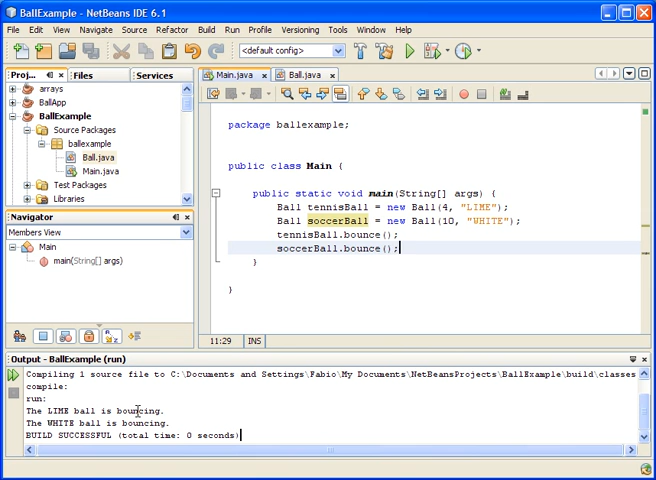 BallExample - NetBeans IDE 6.1
File Edit View Navigate Source Refactor Build Run Profile Versioning Tools Window Help
<default config>
Proj... Files Services
arrays
BallApp
BallExample
Source Packages
ballexample
Ball.java
Main.java
Test Packages
Libraries
Navigator
Members View
Main
main(String[] args)
Main.java Ball.java
package ballexample;
public class Main {
public static void main(String[] args) {
Ball tennisBall = new Ball(4, "LIME");
Ball soccerBall = new Ball(10, "WHITE");
tennisBall.bounce();
soccerBall.bounce();
}
}
11:29 INS
Output - BallExample (run)
Compiling 1 source file to C:\Documents and Settings\Fabio\My Documents\NetBeansProjects\BallExample\build\classes
compile:
run:
The LIME ball is bouncing.
The WHITE ball is bouncing.
BUILD SUCCESSFUL (total time: 0 seconds)